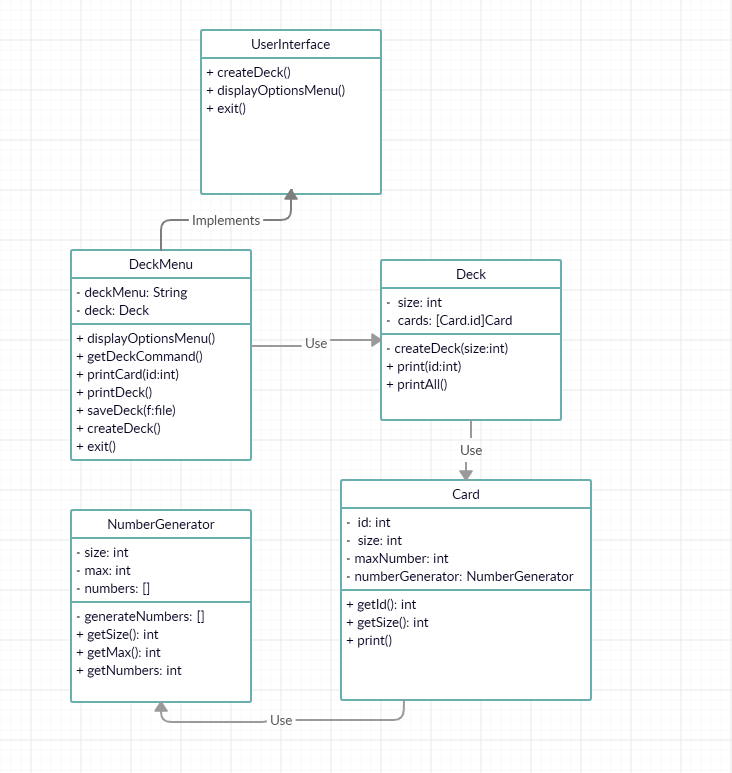 UserInterface
+ createDeck()
+ displayOptionsMenu()
+ exit()
Implements
DeckMenu
- deckMenu: String
- deck: Deck
+ displayOptionsMenu()
+ getDeckCommand()
+ printCard(id:int)
+ printDeck()
+ saveDeck(f:file)
+ createDeck()
+ exit()
Use
Deck
- size: int
- cards: [Card.id]Card
- createDeck(size:int)
+ print(id:int)
+ printAll()
Use
Card
- id: int
- size: int
- maxNumber: int
- numberGenerator: NumberGenerator
+ getId(): int
+ getSize(): int
+ print()
NumberGenerator
- size: int
- max: int
- numbers: []
- generateNumbers: []
+ getSize(): int
+ getMax(): int
+ getNumbers: int
Use